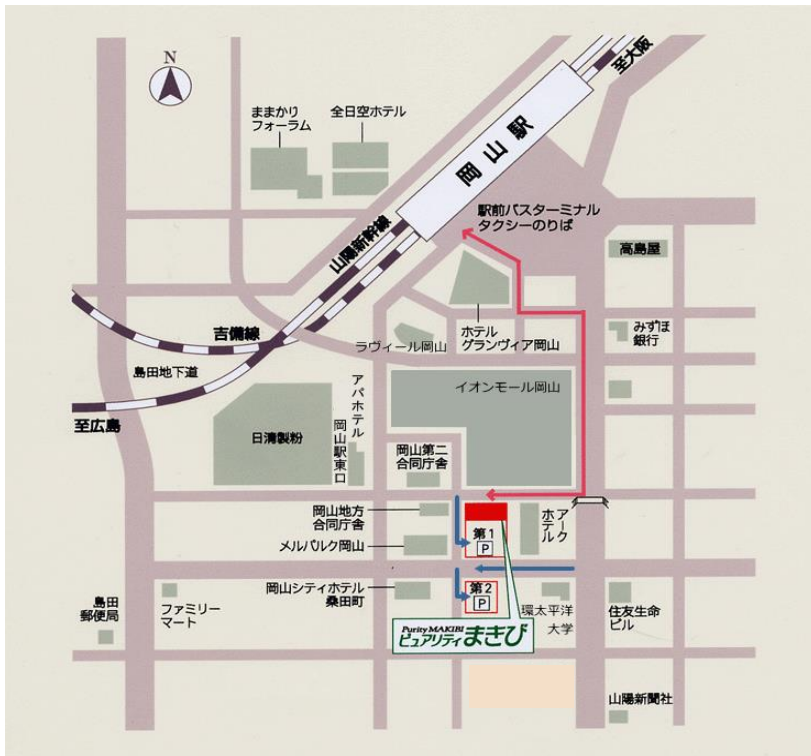 N
至大阪
ままかり
フォーラム
全日空ホテル
岡山駅
駅前バスターミナル
タクシーのりば
山陽新幹線
高島屋
吉備線
ラヴィール岡山
ホテル
グランヴィア岡山
みずほ
銀行
島田地下道
至広島
日清製粉
アパホテル
岡山駅東口
イオンモール岡山
岡山第二
合同庁舎
岡山地方
合同庁舎
メルパルク岡山
第1
P
アーク
ホテル
岡山シティホテル
桑田町
第2
P
島田
郵便局
ファミリー
マート
環太平洋
大学
住友生命
ビル
Purity MAKIBI
ピュアリティまきび
山陽新聞社